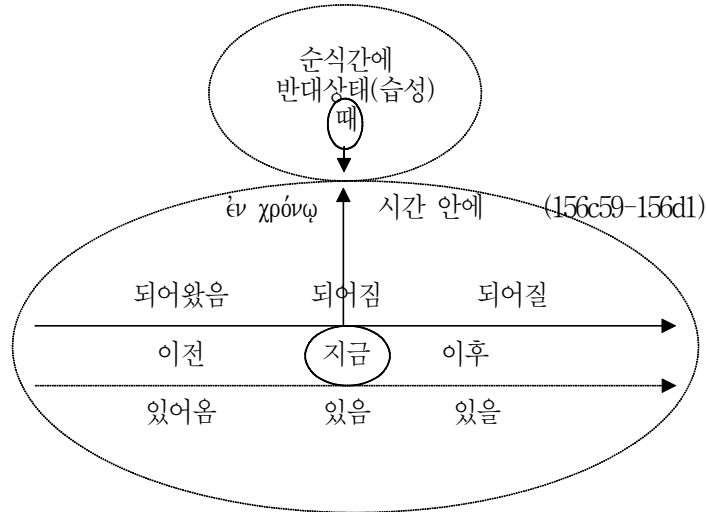 순식간에
반대상태(습성)
때
ἐν χρόνῳ 시간 안에 (156c59-156d1)
되어왔음 되어짐 되어질
이전 지금 이후
있어옴 있음 있을